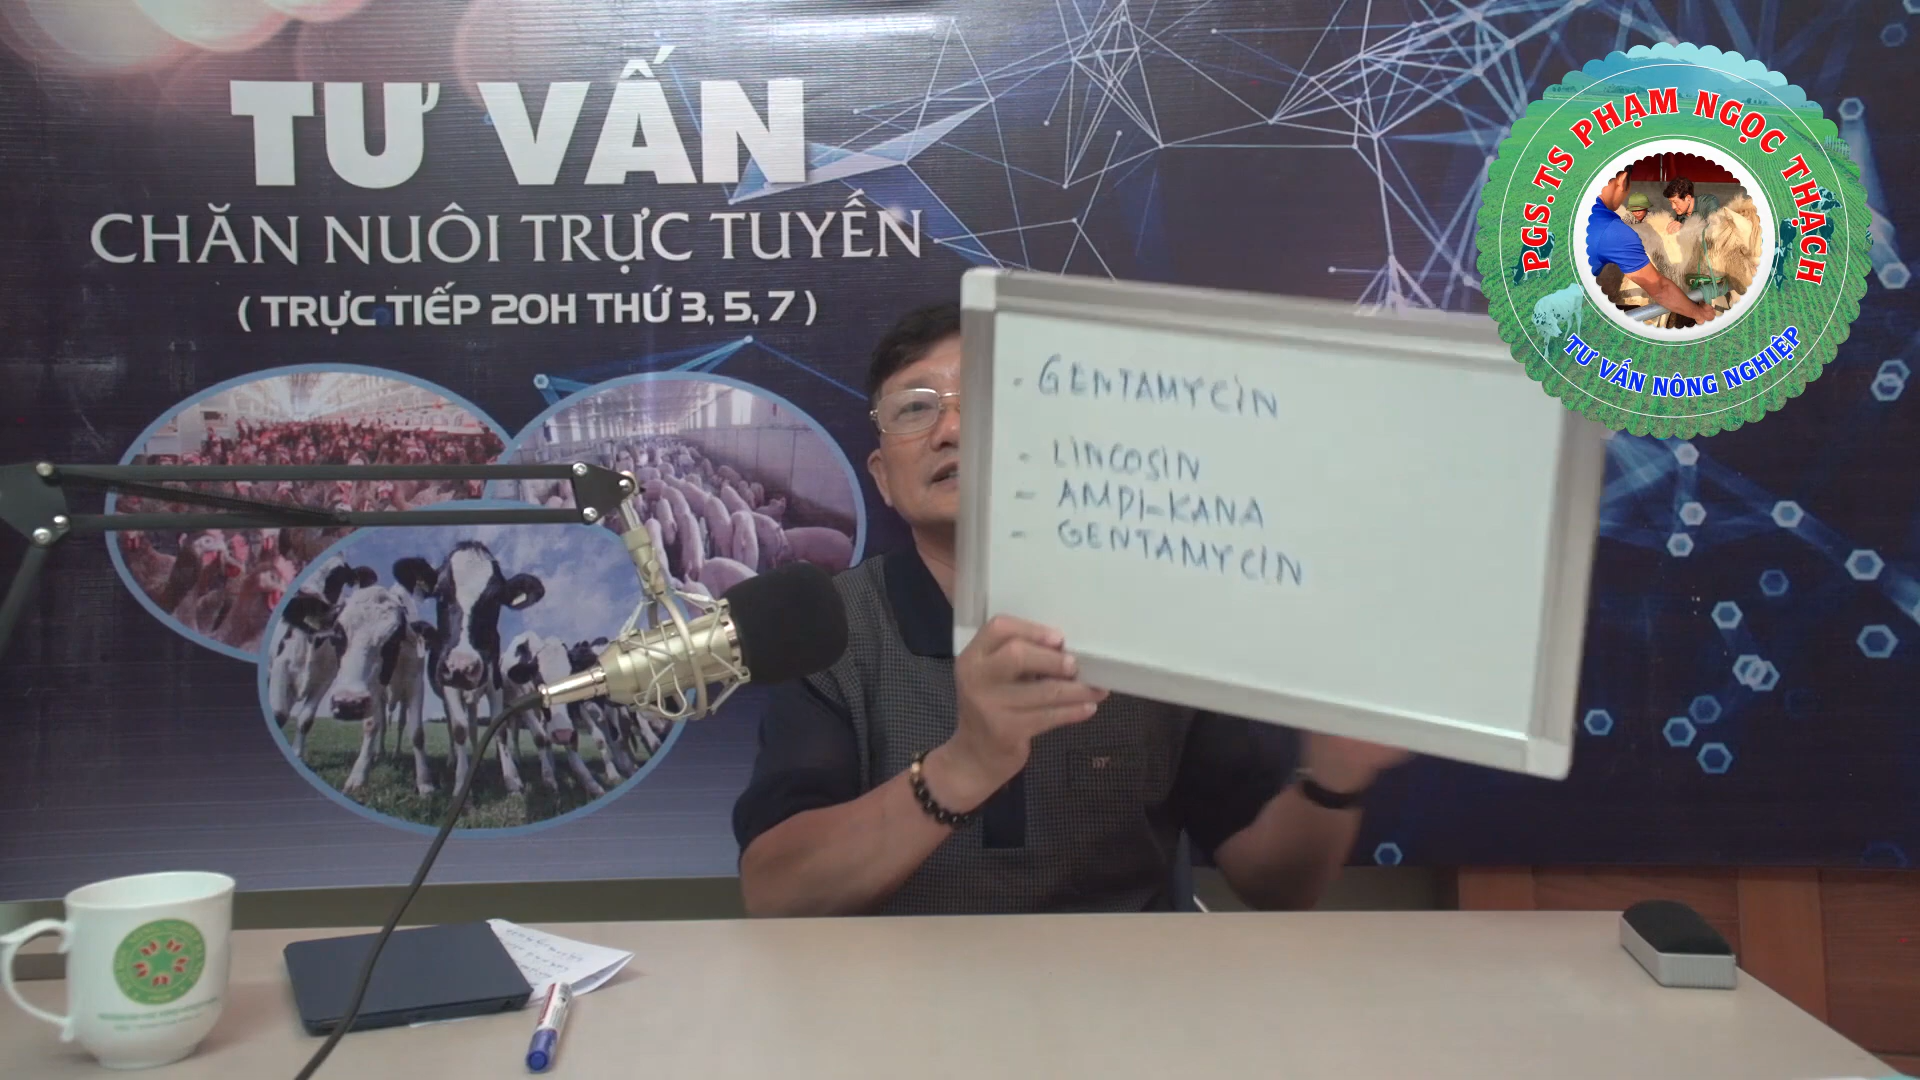 TƯ VẤN
CHĂN NUÔI TRỰC TUYẾN
( TRỰC TIẾP 20H THỨ 3, 5, 7 )
PGS.TS PHẠM NGỌC THẠCH
TƯ VẤN NÔNG NGHIỆP
. GENTAMYCIN
- LINCOSIN
- AMPI-KANA
- GENTAMYCIN